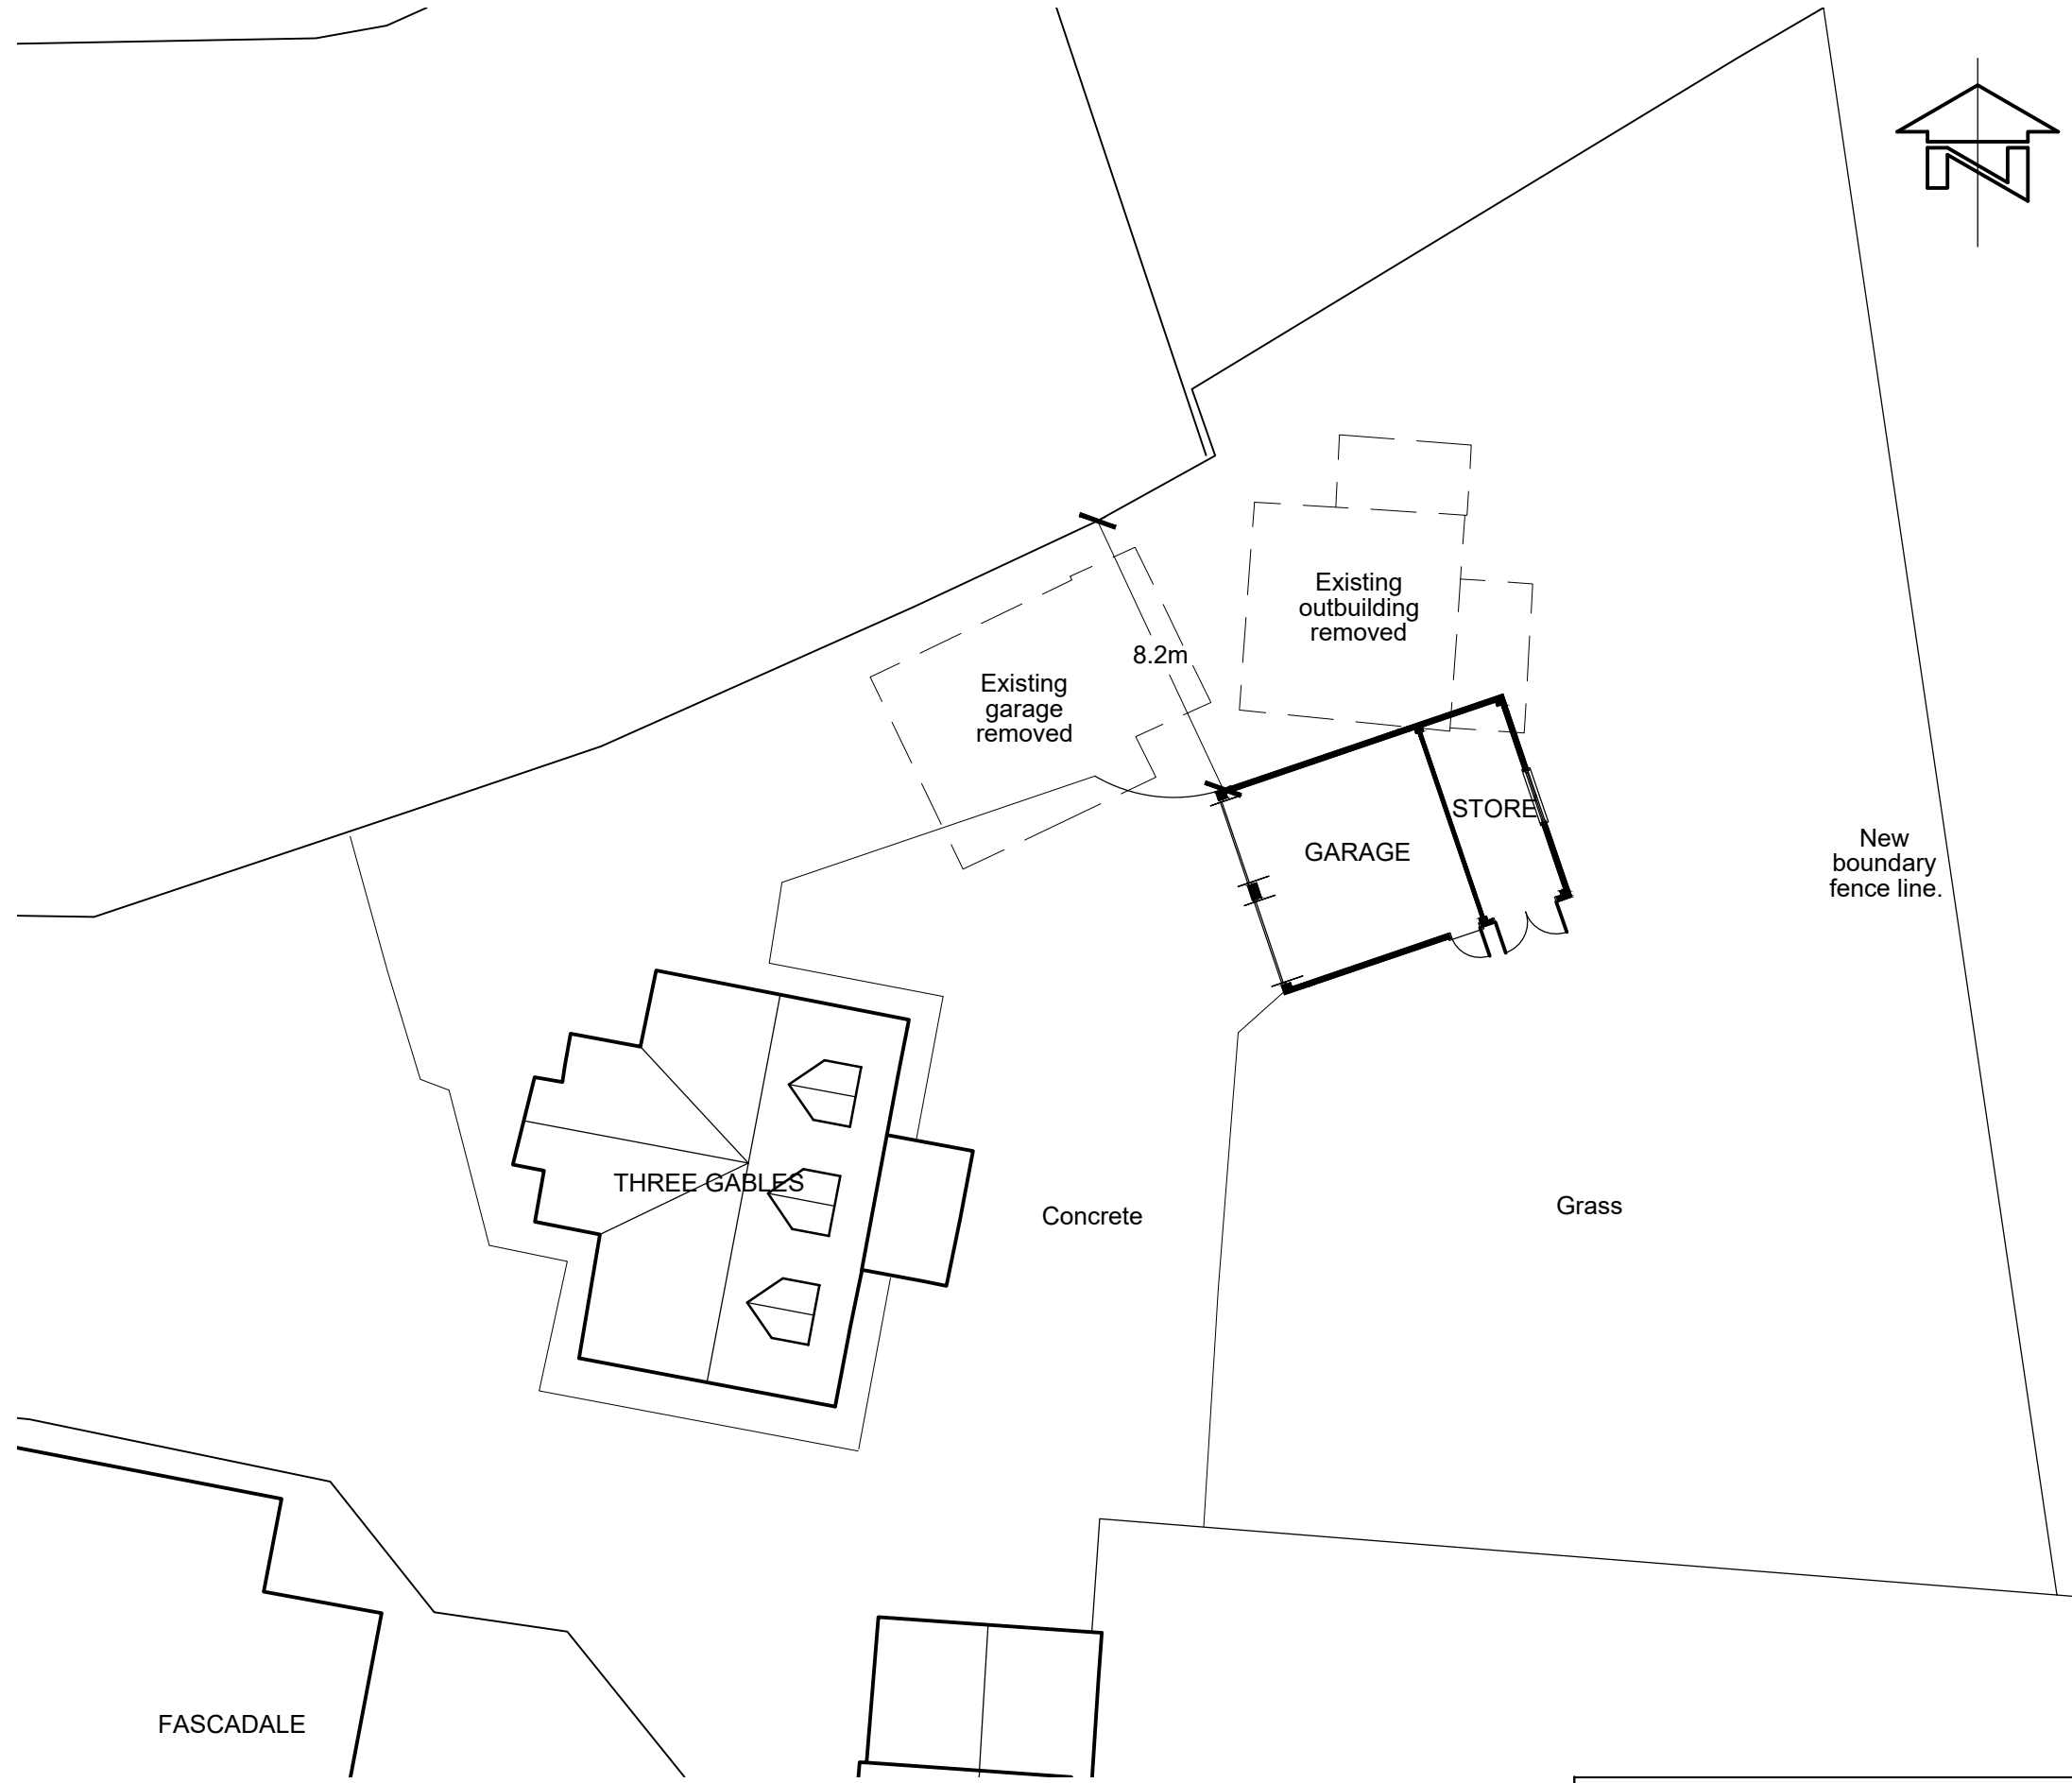 N
Existing
outbuilding
removed
8.2m
Existing
garage
removed
STORE
GARAGE
New
boundary
fence line.
THREE GABLES
Concrete
Grass
FASCADALE